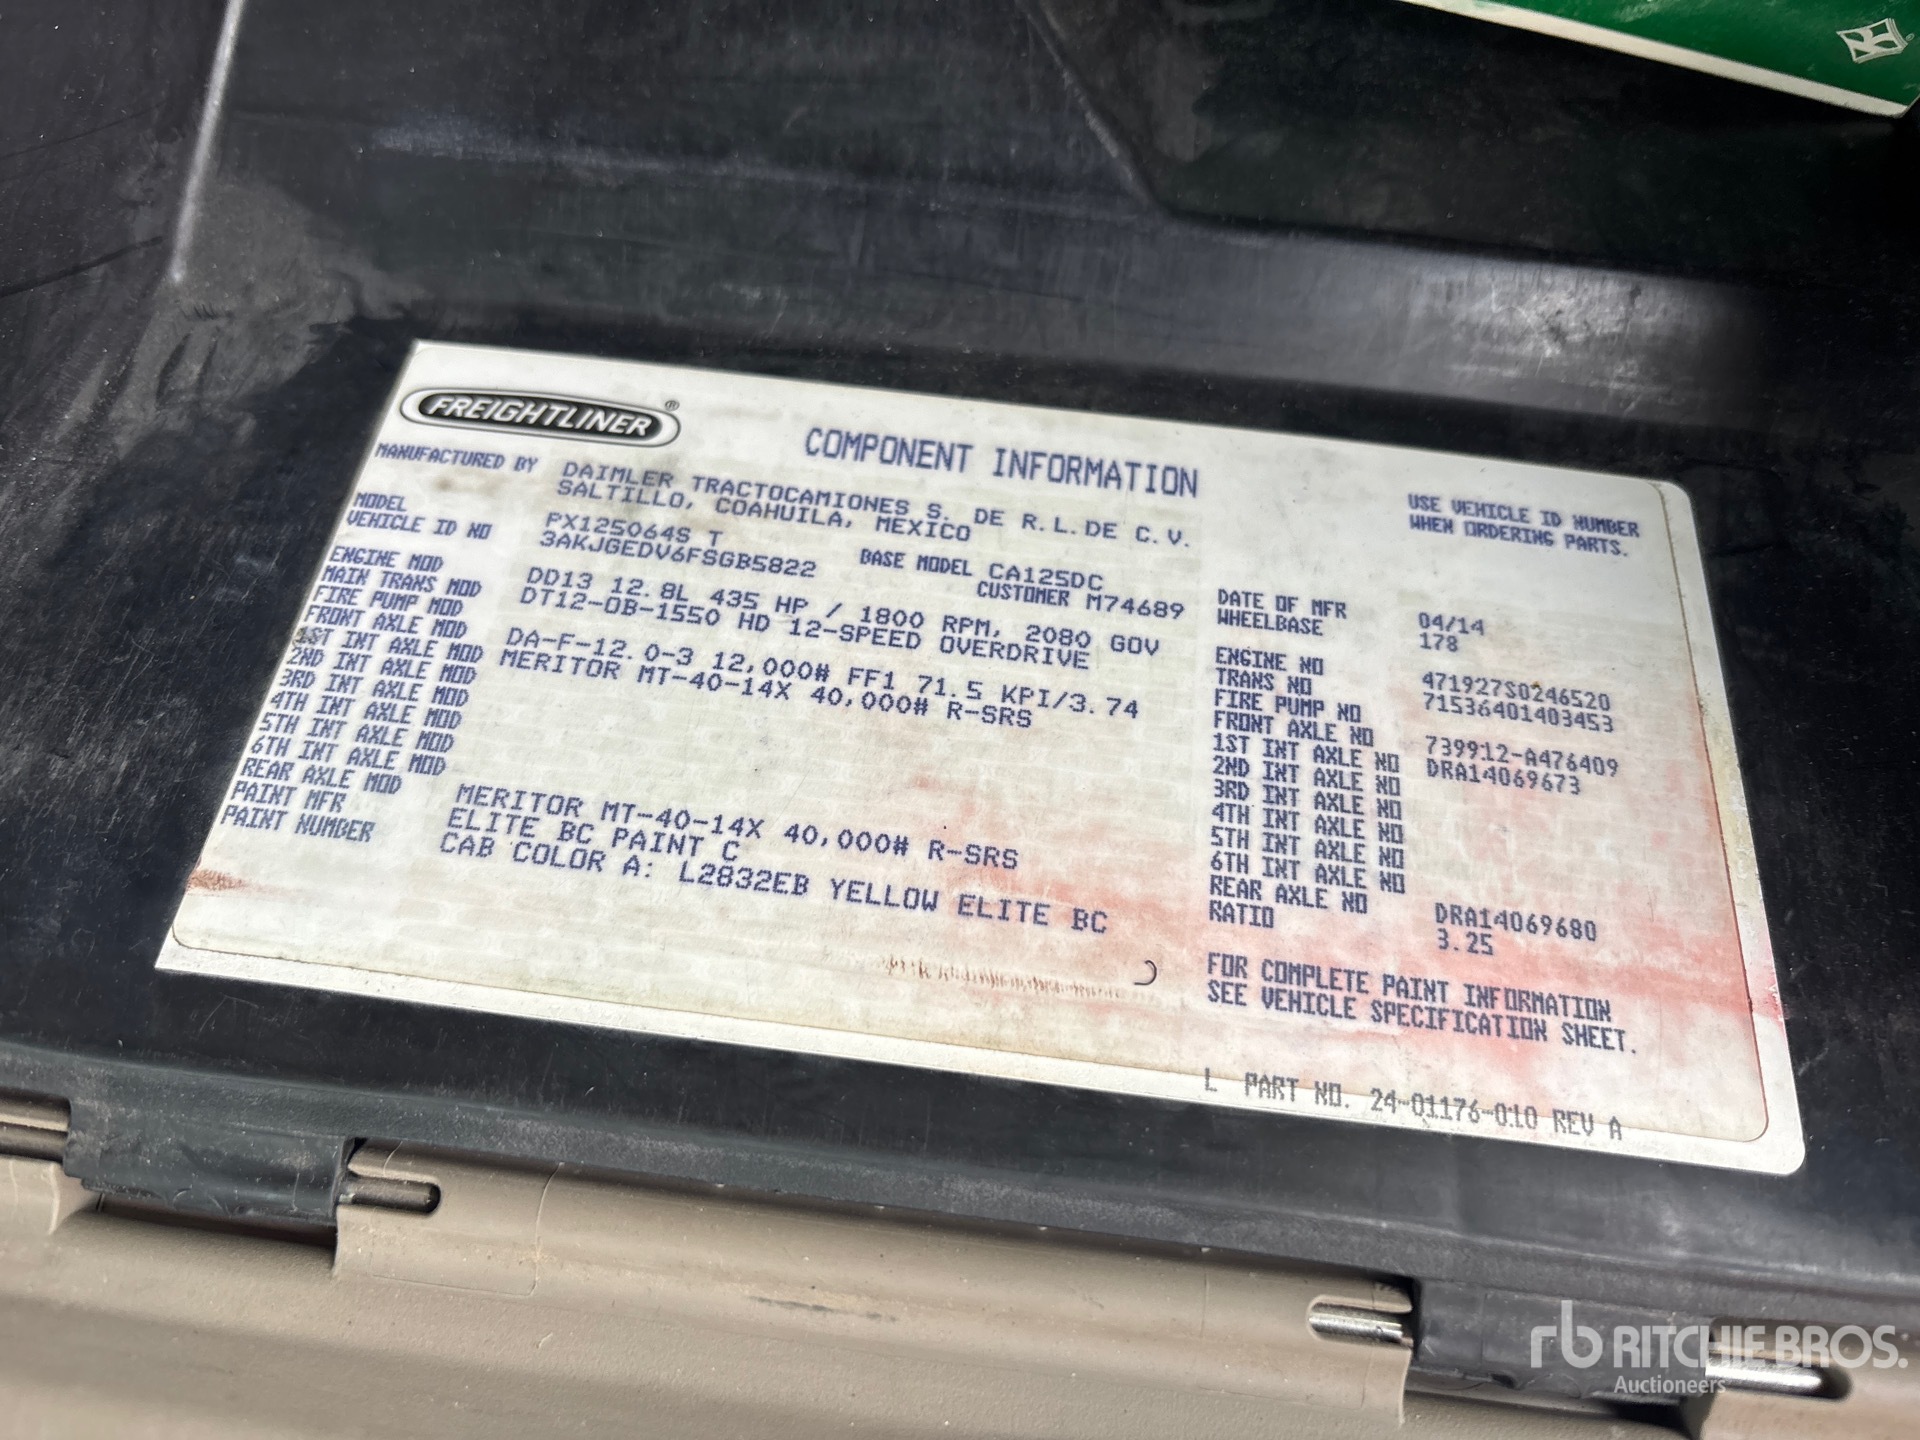 FREIGHTLINER®
COMPONENT INFORMATION
MANUFACTURED BY DAIMLER TRACTOCAMIONES S. DE R.L.DE C.V.
SALTILLO, COAHUILA, MEXICO
USE VEHICLE ID NUMBER
WHEN ORDERING PARTS.
MODEL PX125064S T BASE MODEL CA125DC
VEHICLE ID NO 3AKJGEDV6FSGB5822 CUSTOMER M74689
DATE OF MFR 04/14
WHEELBASE 178
ENGINE MOD DD13 12.8L 435 HP / 1800 RPM, 2080 GOV
MAIN TRANS MOD DT12-OB-1550 HD 12-SPEED OVERDRIVE
FIRE PUMP MOD
FRONT AXLE MOD DA-F-12.0-3 12,000# FF1 71.5 KPI/3.74
1ST INT AXLE MOD MERITOR MT-40-14X 40,000# R-SRS
2ND INT AXLE MOD
3RD INT AXLE MOD
4TH INT AXLE MOD
5TH INT AXLE MOD
6TH INT AXLE MOD
REAR AXLE MOD MERITOR MT-40-14X 40,000# R-SRS
PAINT MFR ELITE BC PAINT C
PAINT NUMBER CAB COLOR A: L2832EB YELLOW ELITE BC
ENGINE NO 471927S0246520
TRANS NO 71536401403453
FIRE PUMP NO
FRONT AXLE NO 739912-A476409
1ST INT AXLE NO DRA14069673
2ND INT AXLE NO
3RD INT AXLE NO
4TH INT AXLE NO
5TH INT AXLE NO
6TH INT AXLE NO
REAR AXLE NO DRA14069680
RATIO 3.25
FOR COMPLETE PAINT INFORMATION
SEE VEHICLE SPECIFICATION SHEET.
L PART NO. 24-01176-010 REV A
rb RITCHIE BROS.
Auctioneers